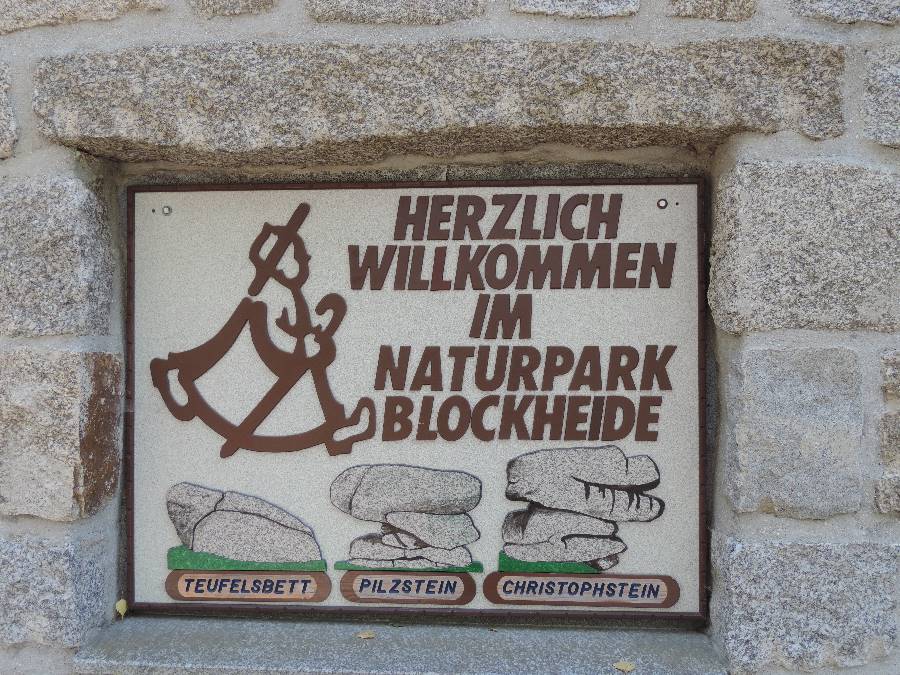 HERZLICH
WILLKOMMEN
IM
NATURPARK
BLOCKHEIDE
TEUFELSBETT
PILZSTEIN
CHRISTOPHSTEIN